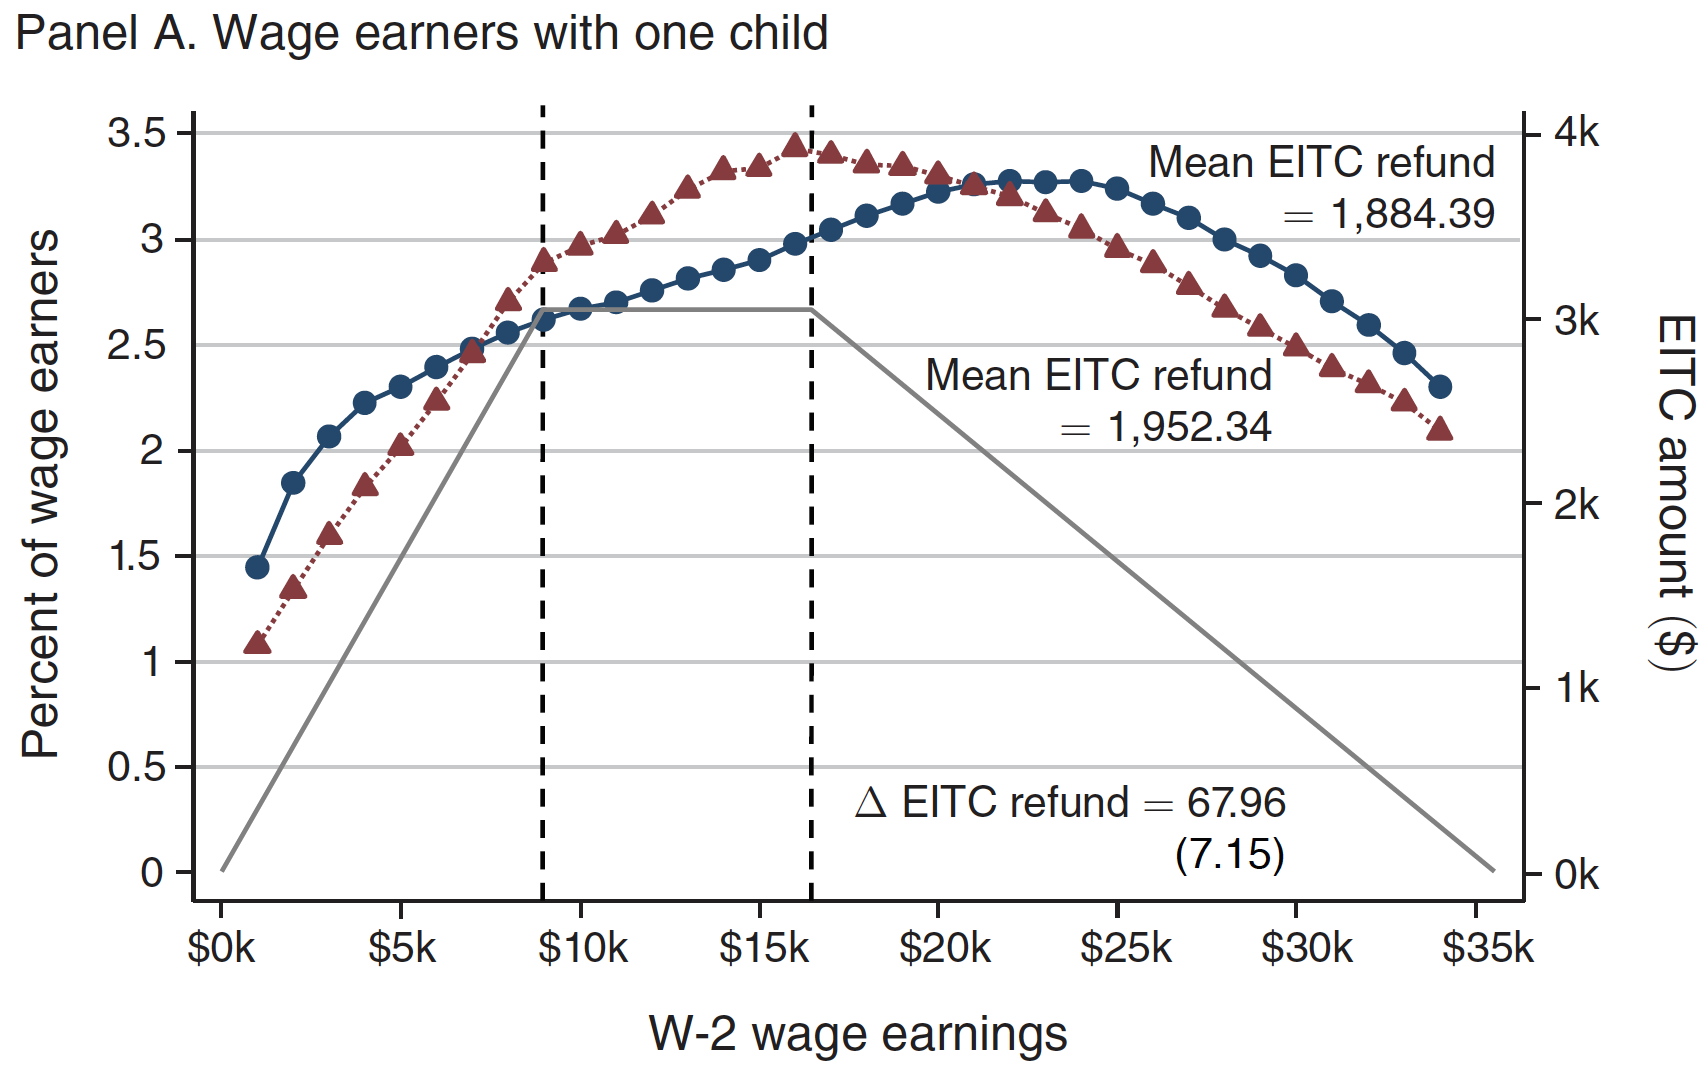 Panel A. Wage earners with one child
Percent of wage earners
3.5
3
2.5
2
1.5
1
0.5
0
4k
3k
2k
1k
0k
EITC amount ($)
Mean EITC refund
= 1,884.39
Mean EITC refund
= 1,952.34
Δ EITC refund = 67.96
(7.15)
$0k
$5k
$10k
$15k
$20k
$25k
$30k
$35k
W-2 wage earnings